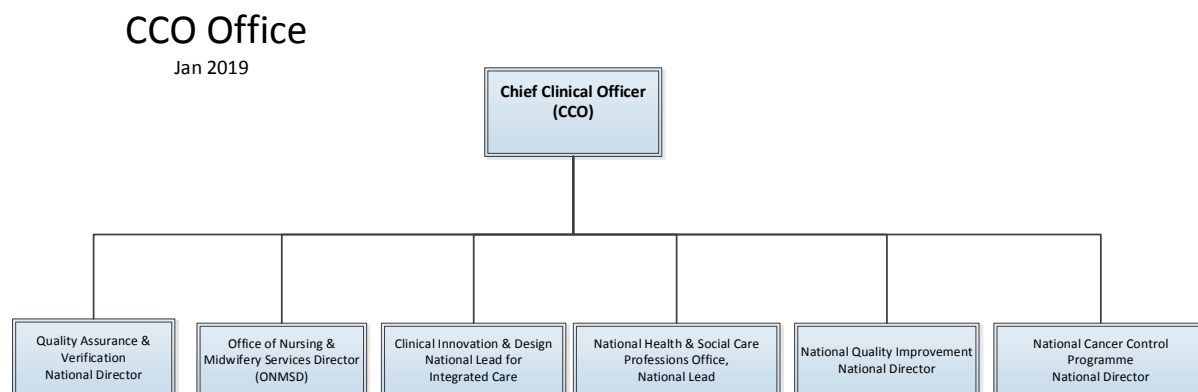 CCO Office
Jan 2019
Chief Clinical Officer
(CCO)
Quality Assurance &
Verification
National Director
Office of Nursing &
Midwifery Services Director
(ONMSD)
Clinical Innovation & Design
National Lead for
Integrated Care
National Health & Social Care
Professions Office,
National Lead
National Quality Improvement
National Director
National Cancer Control
Programme
National Director